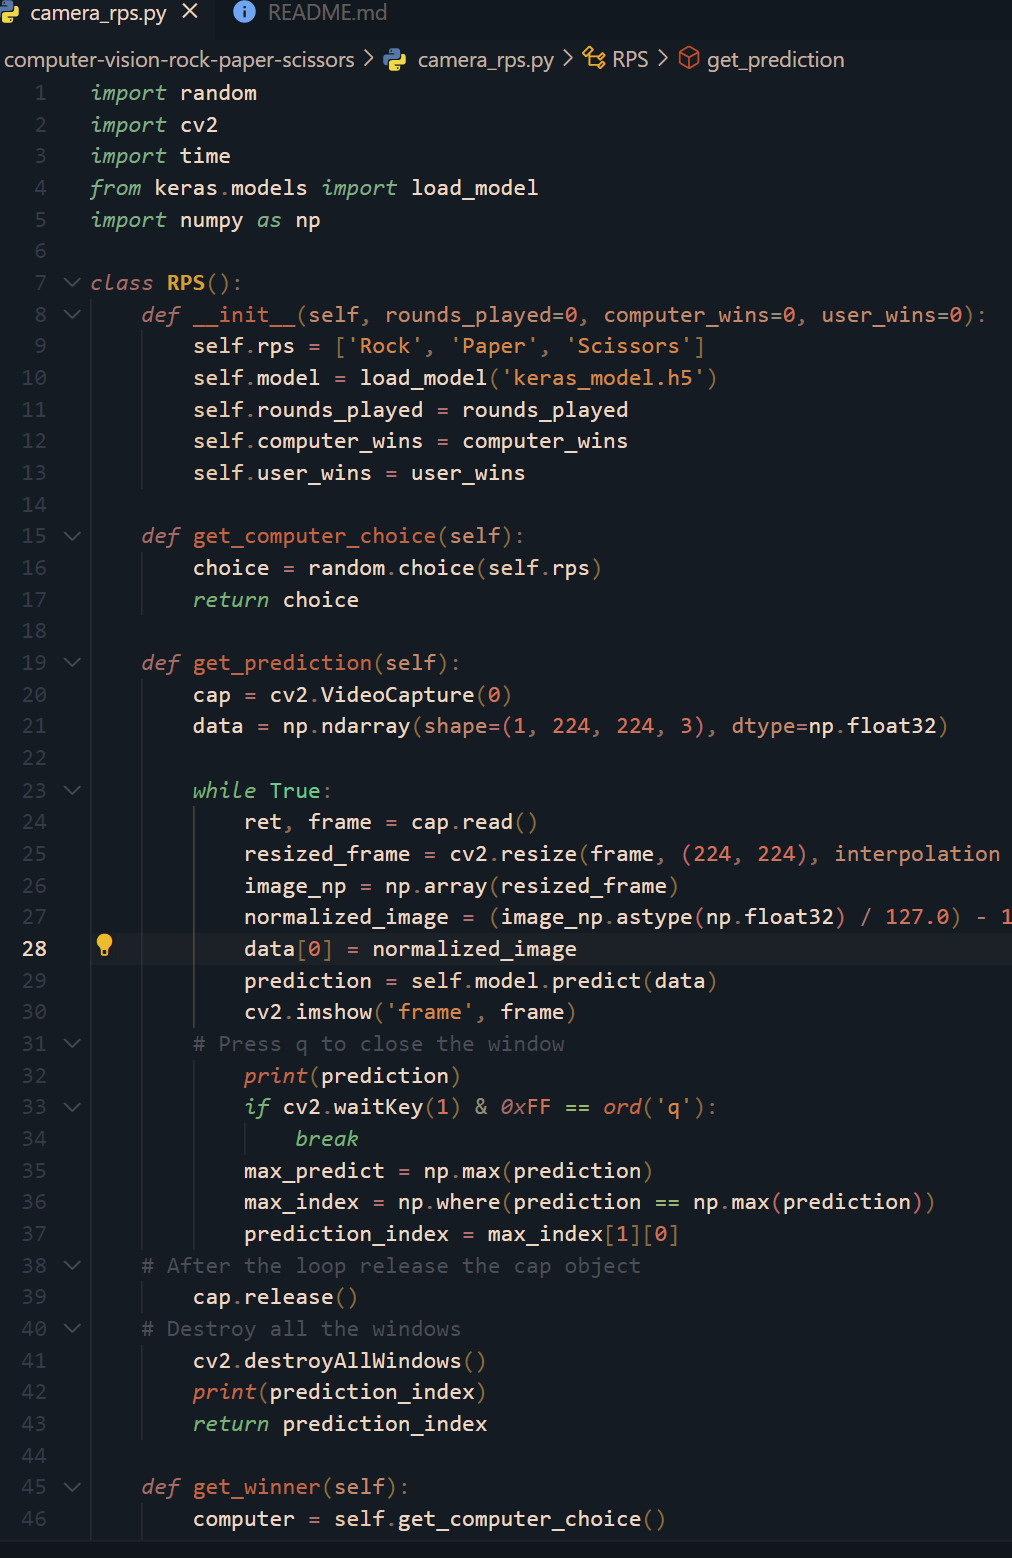 camera_rps.py × README.md
computer-vision-rock-paper-scissors > camera_rps.py > RPS > get_prediction
1 import random
2 import cv2
3 import time
4 from keras.models import load_model
5 import numpy as np
6
7 class RPS():
8 def __init__(self, rounds_played=0, computer_wins=0, user_wins=0):
9 self.rps = ['Rock', 'Paper', 'Scissors']
10 self.model = load_model('keras_model.h5')
11 self.rounds_played = rounds_played
12 self.computer_wins = computer_wins
13 self.user_wins = user_wins
14
15 def get_computer_choice(self):
16 choice = random.choice(self.rps)
17 return choice
18
19 def get_prediction(self):
20 cap = cv2.VideoCapture(0)
21 data = np.ndarray(shape=(1, 224, 224, 3), dtype=np.float32)
22
23 while True:
24 ret, frame = cap.read()
25 resized_frame = cv2.resize(frame, (224, 224), interpolation
26 image_np = np.array(resized_frame)
27 normalized_image = (image_np.astype(np.float32) / 127.0) - 1
28 data[0] = normalized_image
29 prediction = self.model.predict(data)
30 cv2.imshow('frame', frame)
31 # Press q to close the window
32 print(prediction)
33 if cv2.waitKey(1) & 0xFF == ord('q'):
34 break
35 max_predict = np.max(prediction)
36 max_index = np.where(prediction == np.max(prediction))
37 prediction_index = max_index[1][0]
38 # After the loop release the cap object
39 cap.release()
40 # Destroy all the windows
41 cv2.destroyAllWindows()
42 print(prediction_index)
43 return prediction_index
44
45 def get_winner(self):
46 computer = self.get_computer_choice()